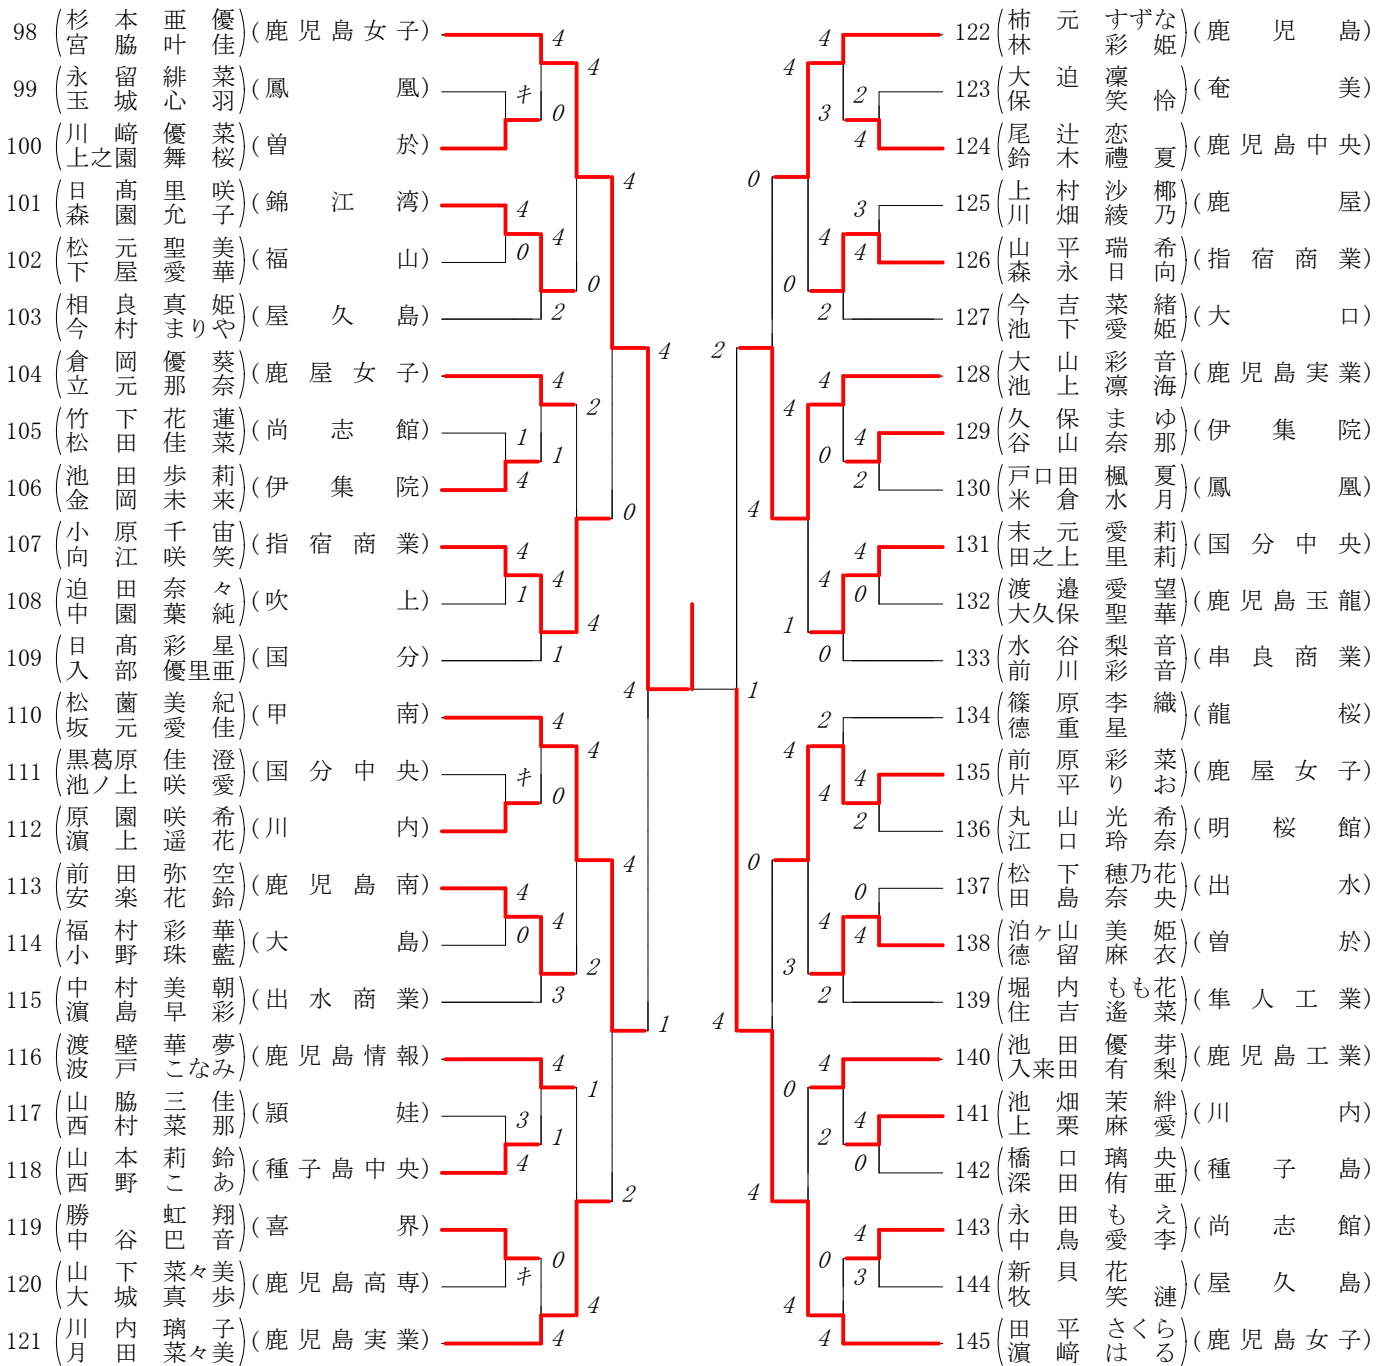 98 (杉本亜優 宮脇叶佳)(鹿児島女子)
99 (永留緋菜 玉城心羽)(鳳凰)
100 (川﨑優菜 上之園舞桜)(曽於)
101 (日髙里咲 森園允子)(錦江湾)
102 (松元聖美 下屋愛華)(福山)
103 (相良真姫 今村まりや)(屋久島)
104 (倉岡優葵 立元那奈)(鹿屋女子)
105 (竹下花蓮 松田佳菜)(尚志館)
106 (池田歩莉 金岡未来)(伊集院)
107 (小原千宙 向江咲笑)(指宿商業)
108 (迫田奈々 中園葉純)(吹上)
109 (日髙彩星 入部優里亜)(国分)
110 (松薗美紀 坂元愛佳)(甲南)
111 (黒葛原佳澄 池ノ上咲愛)(国分中央)
112 (原園咲希 濵上遥花)(川内)
113 (前田弥空 安楽花鈴)(鹿児島南)
114 (福村彩華 小野珠藍)(大島)
115 (中村美朝 濵島早彩)(出水商業)
116 (渡壁華夢 波戸こなみ)(鹿児島情報)
117 (山脇三佳 西村菜那)(頴娃)
118 (山本莉鈴 西野こあ)(種子島中央)
119 (勝虹翔 中谷巴音)(喜界)
120 (山下菜々美 大城真歩)(鹿児島高専)
121 (川内璃子 月田菜々美)(鹿児島実業)
4
4
キ
0
4
4
0
4
0
2
4
4
2
1
1
4
0
4
1
4
4
1
4
4
4
キ
0
4
4
0
4
2
3
1
4
1
3
1
4
2
0
キ
4
4
122 (柿元すずな 林彩姫)(鹿児島)
123 (大迫凜 保笑怜)(奄美)
124 (尾辻恋 鈴木禮夏)(鹿児島中央)
125 (上村沙椰 川畑綾乃)(鹿屋)
126 (山平瑞希 森永日向)(指宿商業)
127 (今吉菜緒 池下愛姫)(大口)
128 (大山彩音 池上凛海)(鹿児島実業)
129 (久保まゆ 谷山奈那)(伊集院)
130 (戸口田楓夏 米倉水月)(鳳凰)
131 (末元愛莉 田之上里莉)(国分中央)
132 (渡邉愛望 大久保聖華)(鹿児島玉龍)
133 (水谷梨音 前川彩音)(串良商業)
134 (篠原李織 德重星)(龍桜)
135 (前原彩菜 片平りお)(鹿屋女子)
136 (丸山光希 江口玲奈)(明桜館)
137 (松下穂乃花 田島奈央)(出水)
138 (泊ヶ山美姫 德留麻衣)(曽於)
139 (堀内もも花 住吉遙菜)(隼人工業)
140 (池田優芽 入来田有梨)(鹿児島工業)
141 (池畑茉絆 上栗麻愛)(川内)
142 (橋口璃央 深田侑亜)(種子島)
143 (永田もえ 中鳥愛李)(尚志館)
144 (新貝花 牧笑漣)(屋久島)
145 (田平さくら 濵﨑はる)(鹿児島女子)
4
4
2
3
4
0
3
4
0
2
2
4
4
4
0
2
4
4
0
1
0
1
2
4
4
4
2
0
0
4
4
3
2
4
4
0
4
2
0
4
4
0
3
4
4